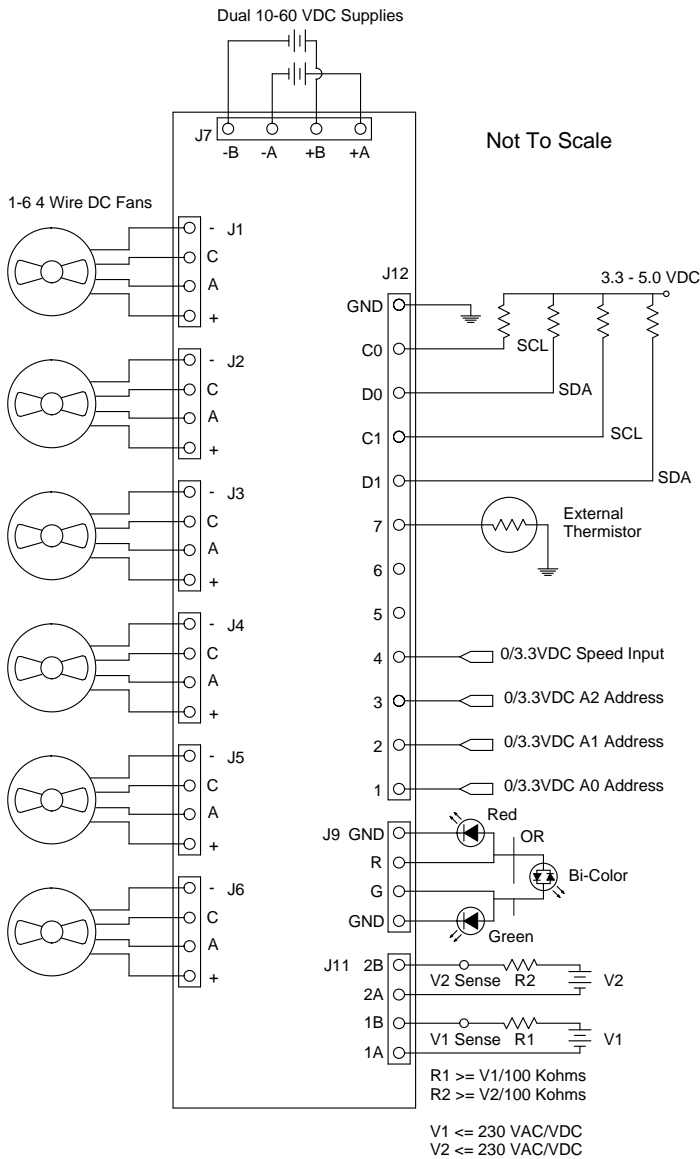 Dual 10-60 VDC Supplies
J7
-B -A +B +A
Not To Scale
1-6 4 Wire DC Fans
- J1
C
A
+
- J2
C
A
+
- J3
C
A
+
- J4
C
A
+
- J5
C
A
+
- J6
C
A
+
J12
3.3 - 5.0 VDC
GND
C0 SCL
D0 SDA
C1 SCL
D1 SDA
7
External
Thermistor
6
5
4 0/3.3VDC Speed Input
3 0/3.3VDC A2 Address
2 0/3.3VDC A1 Address
1 0/3.3VDC A0 Address
Red
J9 GND
OR
R
Bi-Color
G
GND
Green
J11 2B
V2 Sense R2 V2
2A
1B
V1 Sense R1 V1
1A
R1 >= V1/100 Kohms
R2 >= V2/100 Kohms
V1 <= 230 VAC/VDC
V2 <= 230 VAC/VDC